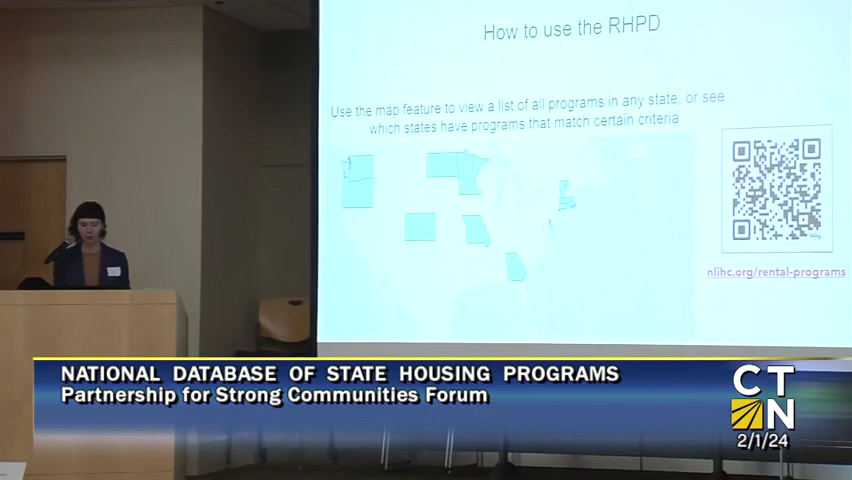 How to use the RHPD
Use the map feature to view a list of all programs in any state, or see
which states have programs that match certain criteria
nlihc.org/rental-programs
NATIONAL DATABASE OF STATE HOUSING PROGRAMS
Partnership for Strong Communities Forum
CT
N
2/1/24